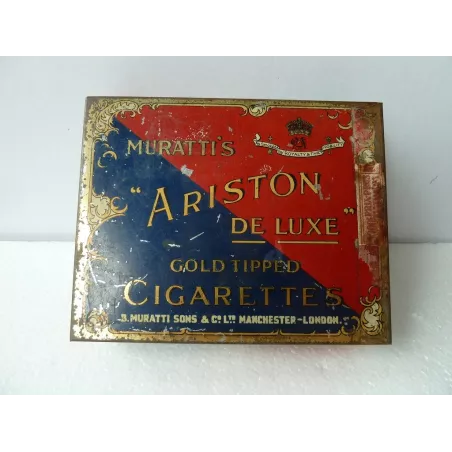 MURATTI'S
"ARISTON"
DE LUXE
GOLD TIPPED
CIGARETTES
B. MURATTI SONS & Co. LTD MANCHESTER-LONDON.